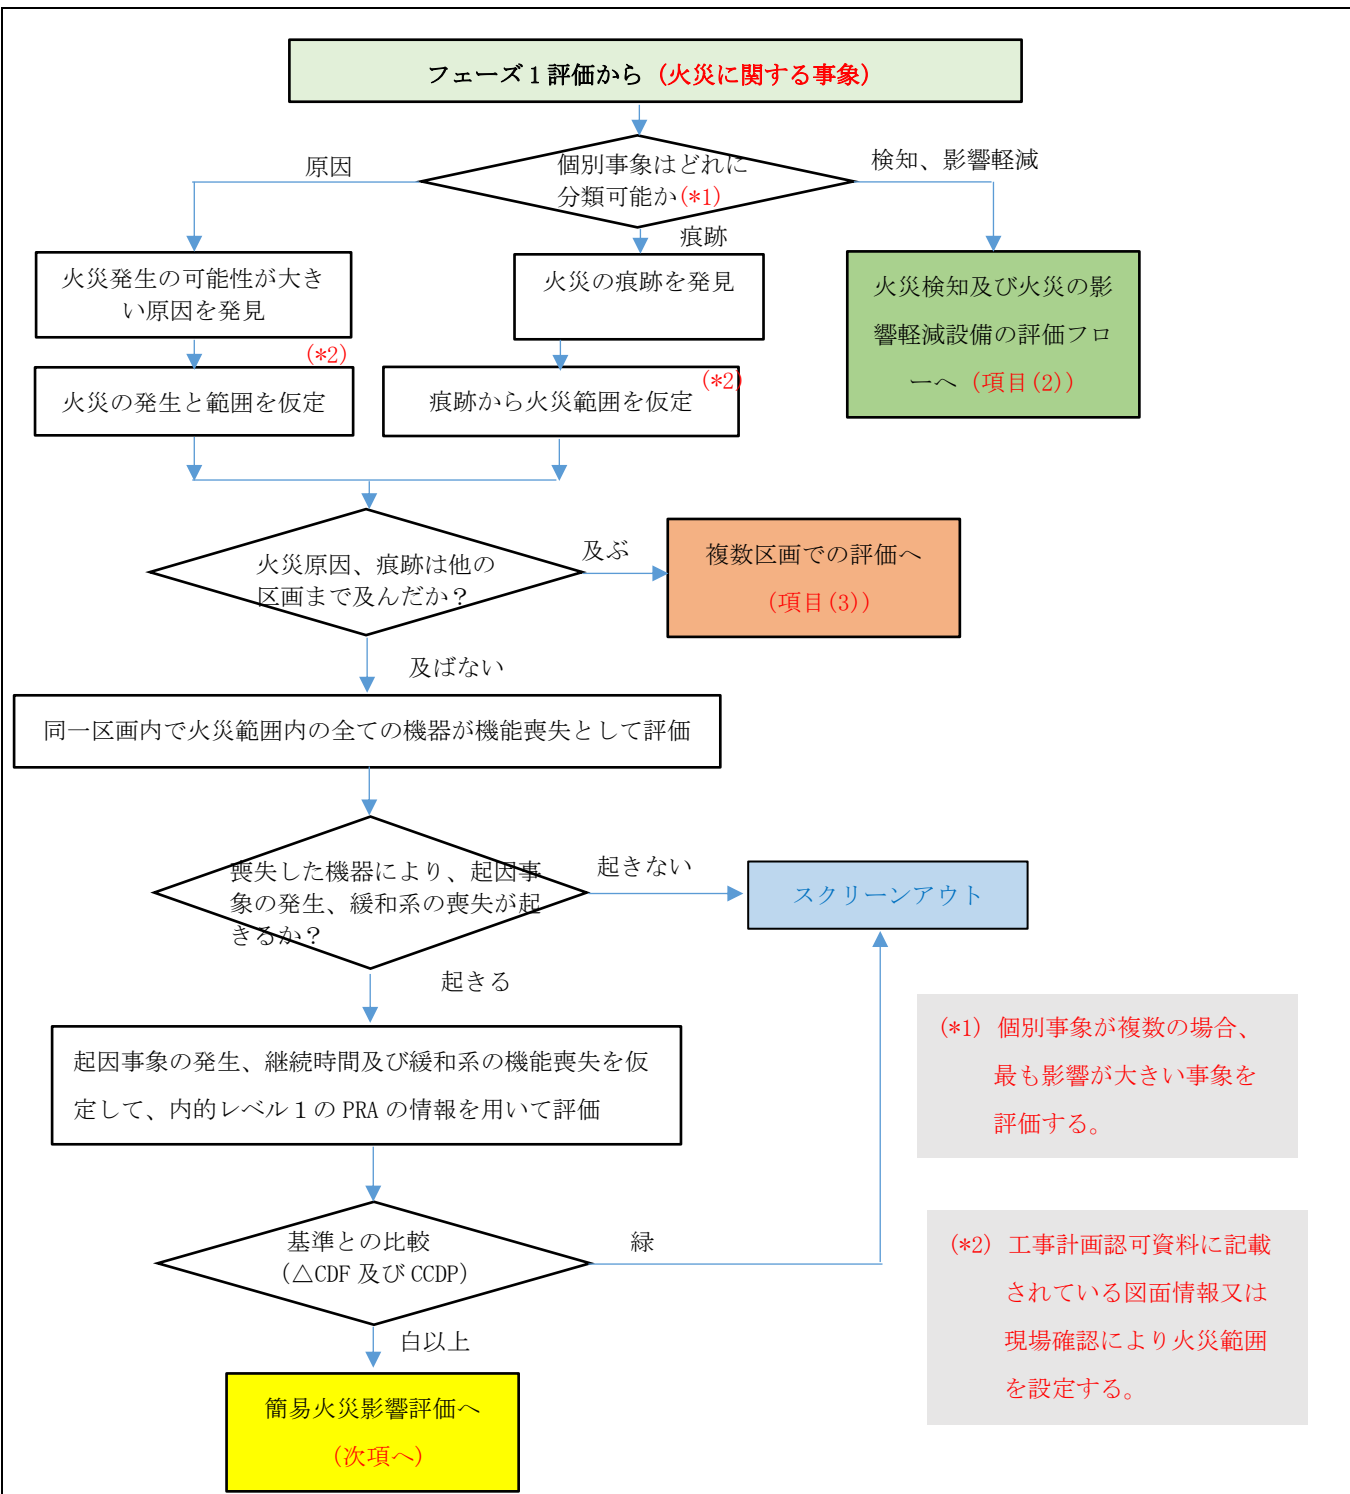 フェーズ1評価から（火災に関する事象）
個別事象はどれに
分類可能か(*1)
原因
検知、影響軽減
痕跡
火災発生の可能性が大き
い原因を発見
火災の痕跡を発見
火災検知及び火災の影
響軽減設備の評価フロ
ーへ（項目(2)）
(*2)
火災の発生と範囲を仮定
(*2)
痕跡から火災範囲を仮定
火災原因、痕跡は他の
区画まで及んだか？
及ぶ
複数区画での評価へ
（項目(3)）
及ばない
同一区画内で火災範囲内の全ての機器が機能喪失として評価
喪失した機器により、起因事
象の発生、緩和系の喪失が起
きるか？
起きない
スクリーンアウト
起きる
起因事象の発生、継続時間及び緩和系の機能喪失を仮
定して、内的レベル１の PRA の情報を用いて評価
(*1) 個別事象が複数の場合、
最も影響が大きい事象を
評価する。
基準との比較
（△CDF 及び CCDP）
緑
白以上
(*2) 工事計画認可資料に記載
されている図面情報又は
現場確認により火災範囲
を設定する。
簡易火災影響評価へ
（次項へ）